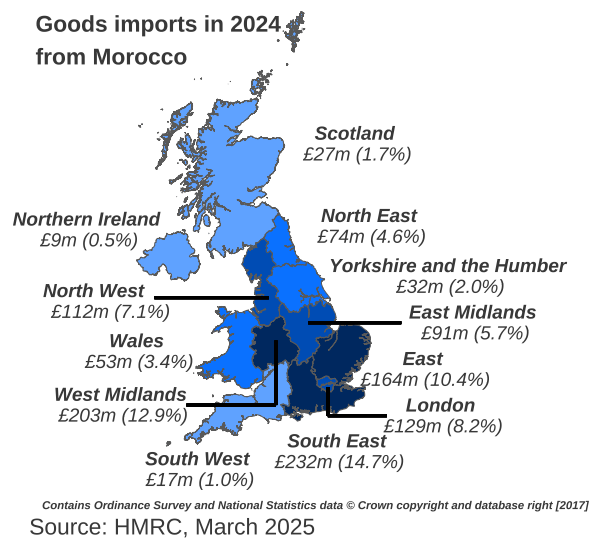 Goods imports in 2024
from Morocco
Scotland
£27m (1.7%)
Northern Ireland
£9m (0.5%)
North East
£74m (4.6%)
Yorkshire and the Humber
£32m (2.0%)
North West
£112m (7.1%)
East Midlands
£91m (5.7%)
Wales
£53m (3.4%)
East
£164m (10.4%)
West Midlands
£203m (12.9%)
London
£129m (8.2%)
South East
£232m (14.7%)
South West
£17m (1.0%)
Contains Ordinance Survey and National Statistics data © Crown copyright and database right [2017]
Source: HMRC, March 2025